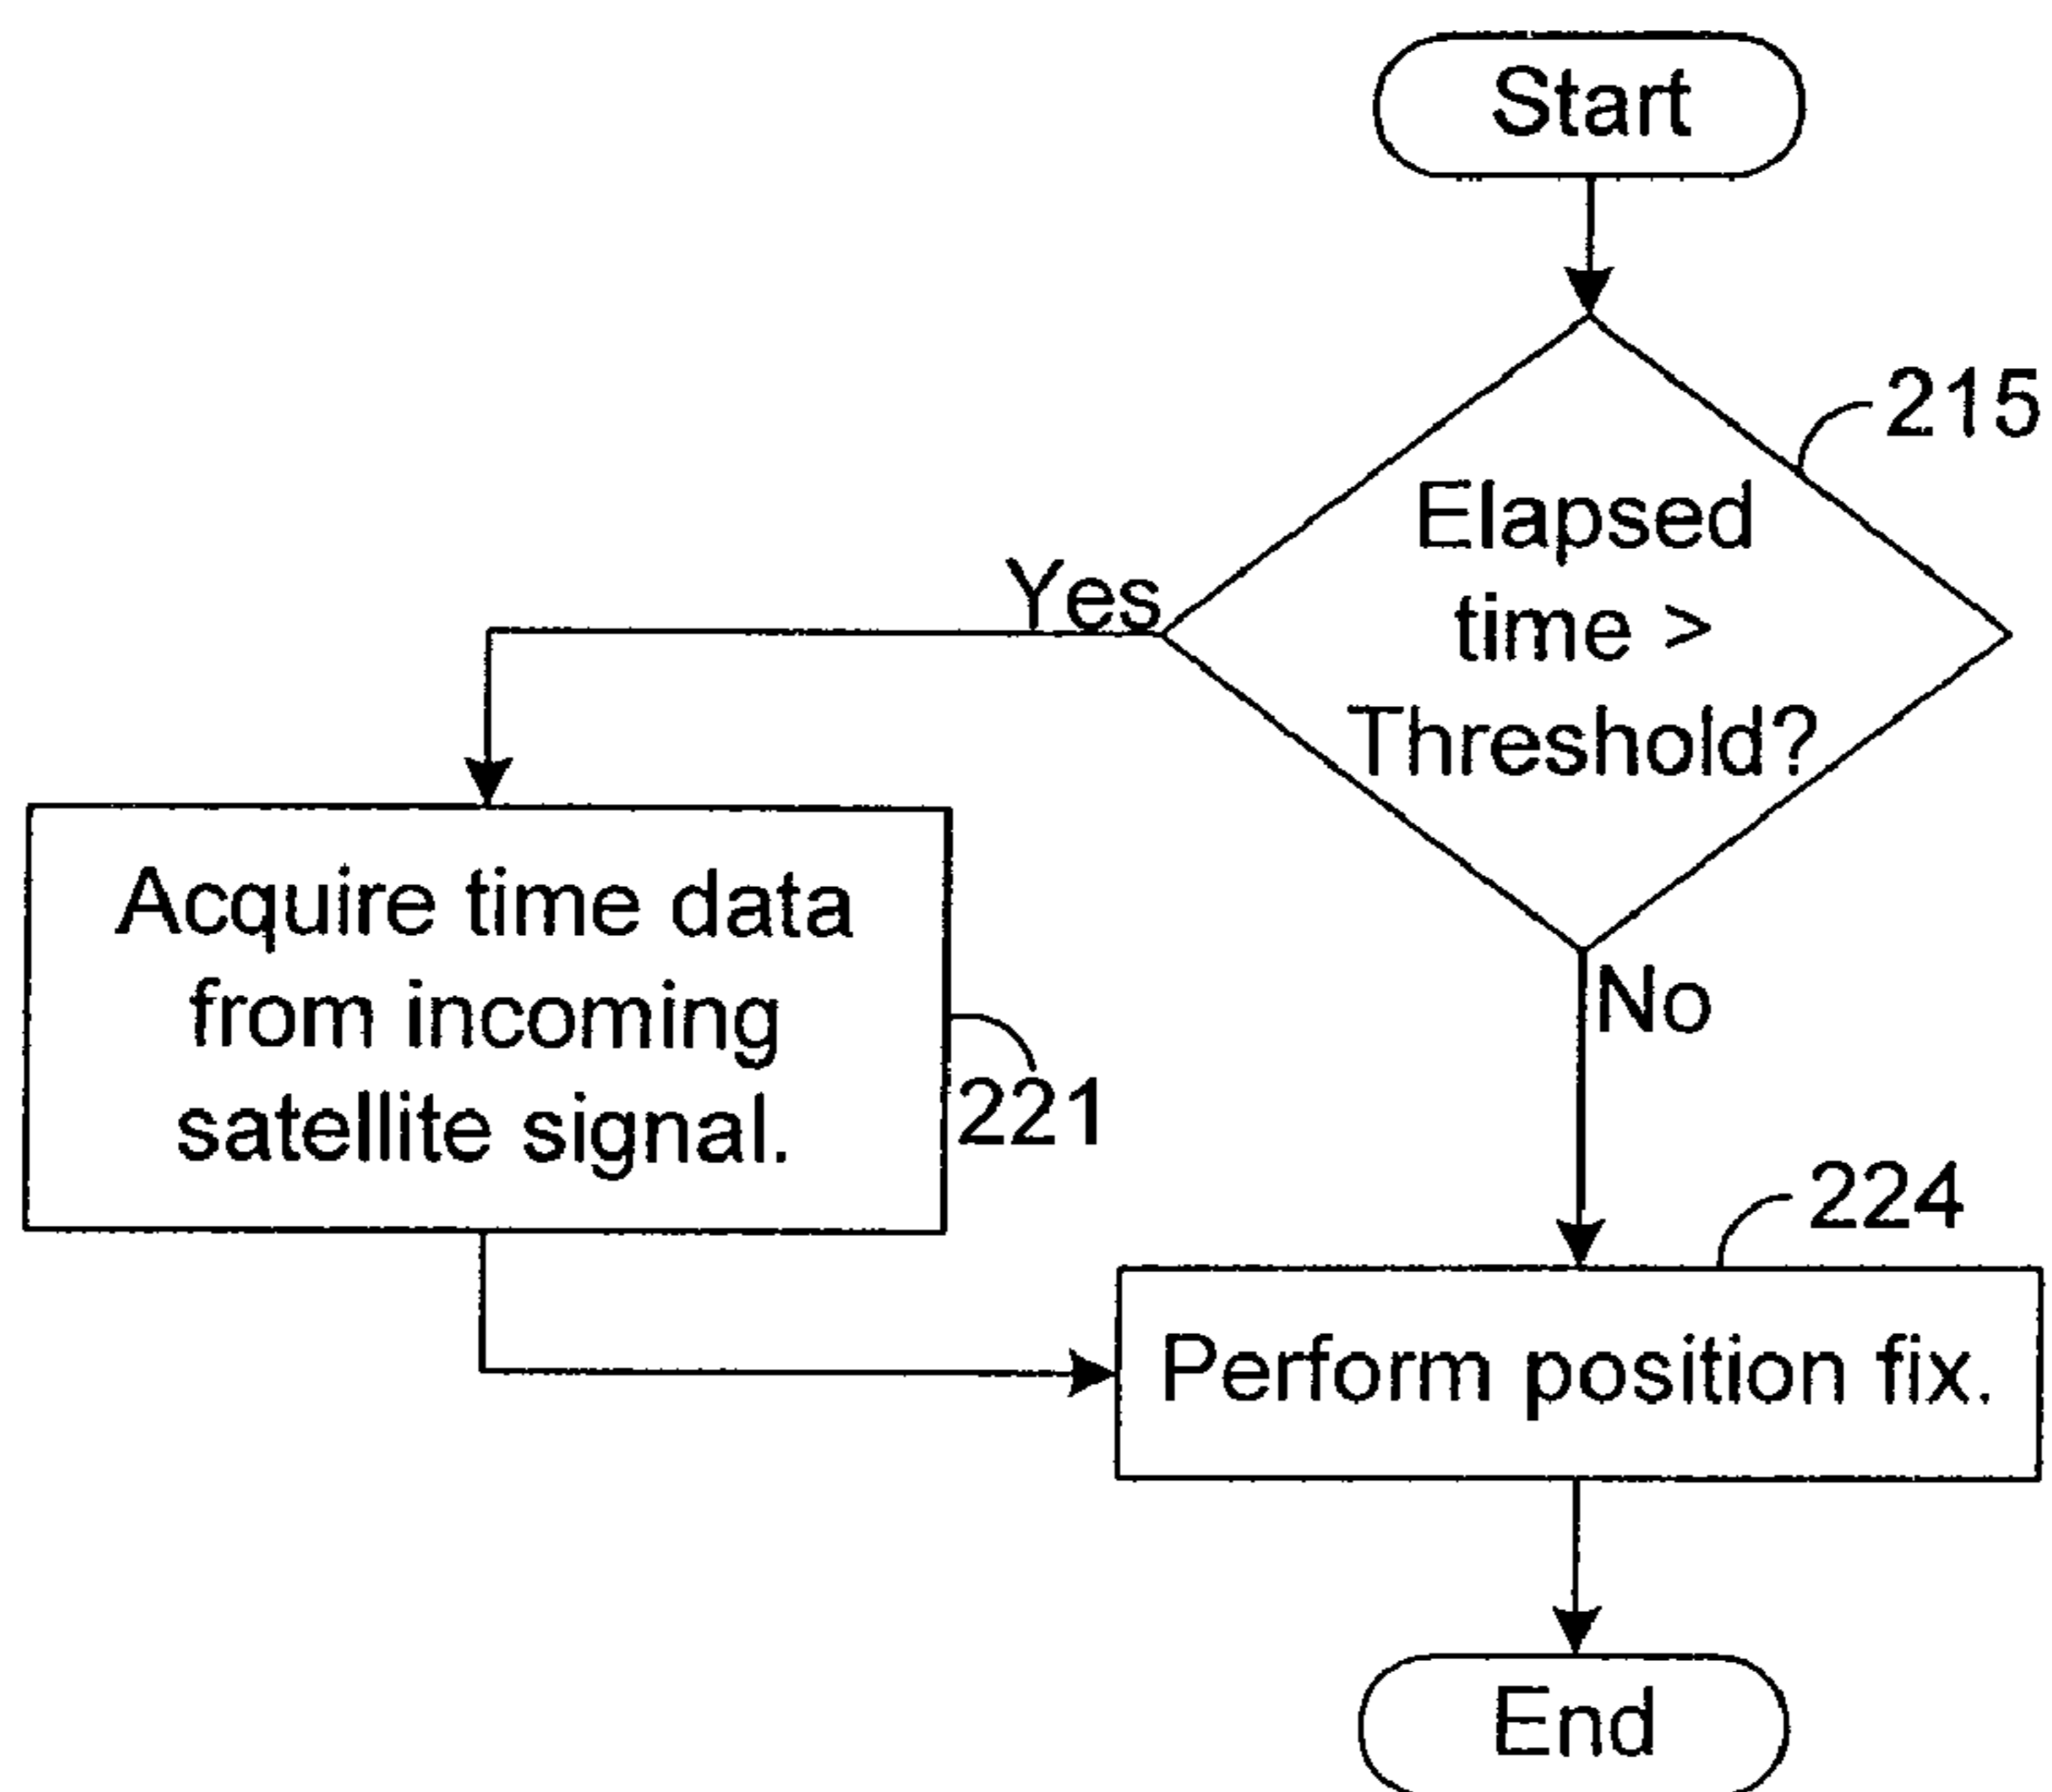 Start
215
Elapsed
time >
Threshold?
Yes
No
Acquire time data
from incoming
satellite signal.
221
224
Perform position fix.
End